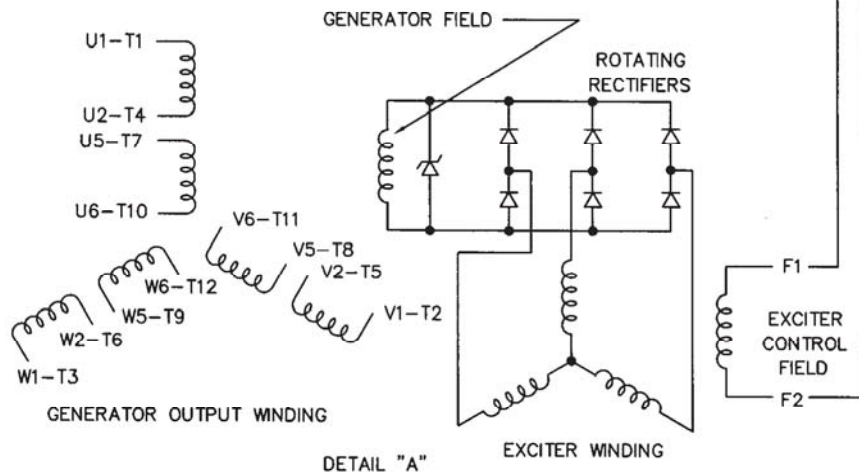 GENERATOR FIELD
U1-T1
ROTATING
RECTIFIERS
U2-T4
U5-T7
U6-T10
V6-T11
V5-T8
V2-T5
W6-T12
W5-T9
V1-T2
W2-T6
W1-T3
F1
EXCITER
CONTROL
FIELD
F2
GENERATOR OUTPUT WINDING
EXCITER WINDING
DETAIL "A"